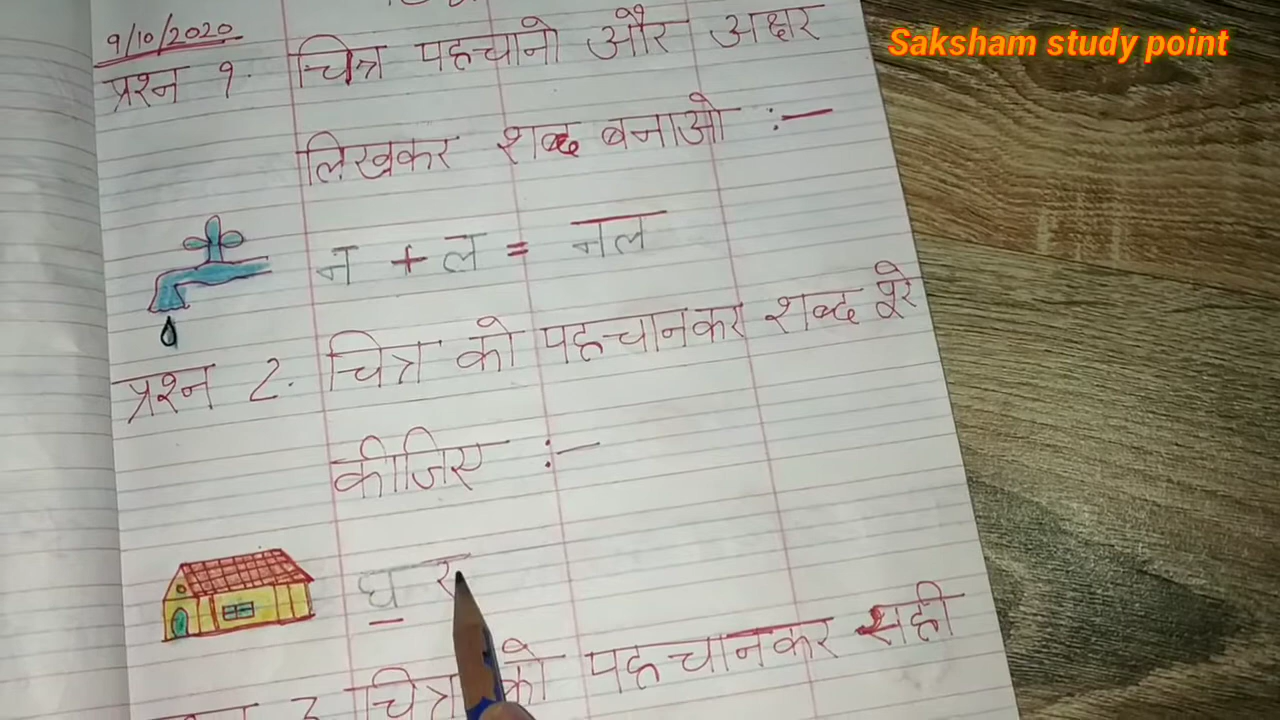 Saksham study point
9/10/2020
प्रश्न १. चित्र पहचानो और अक्षर
लिखकर शब्द बनाओ :-
न + ल = नल
प्रश्न 2. चित्र को पहचानकर शब्द पूरे
कीजिए :-
घ र
3 चित्र को पहचानकर सही